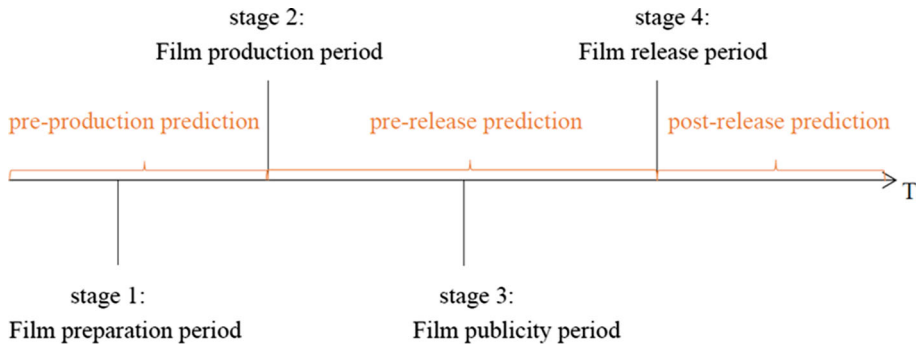 stage 2:
Film production period
stage 4:
Film release period
pre-production prediction
pre-release prediction
post-release prediction
T
stage 1:
Film preparation period
stage 3:
Film publicity period